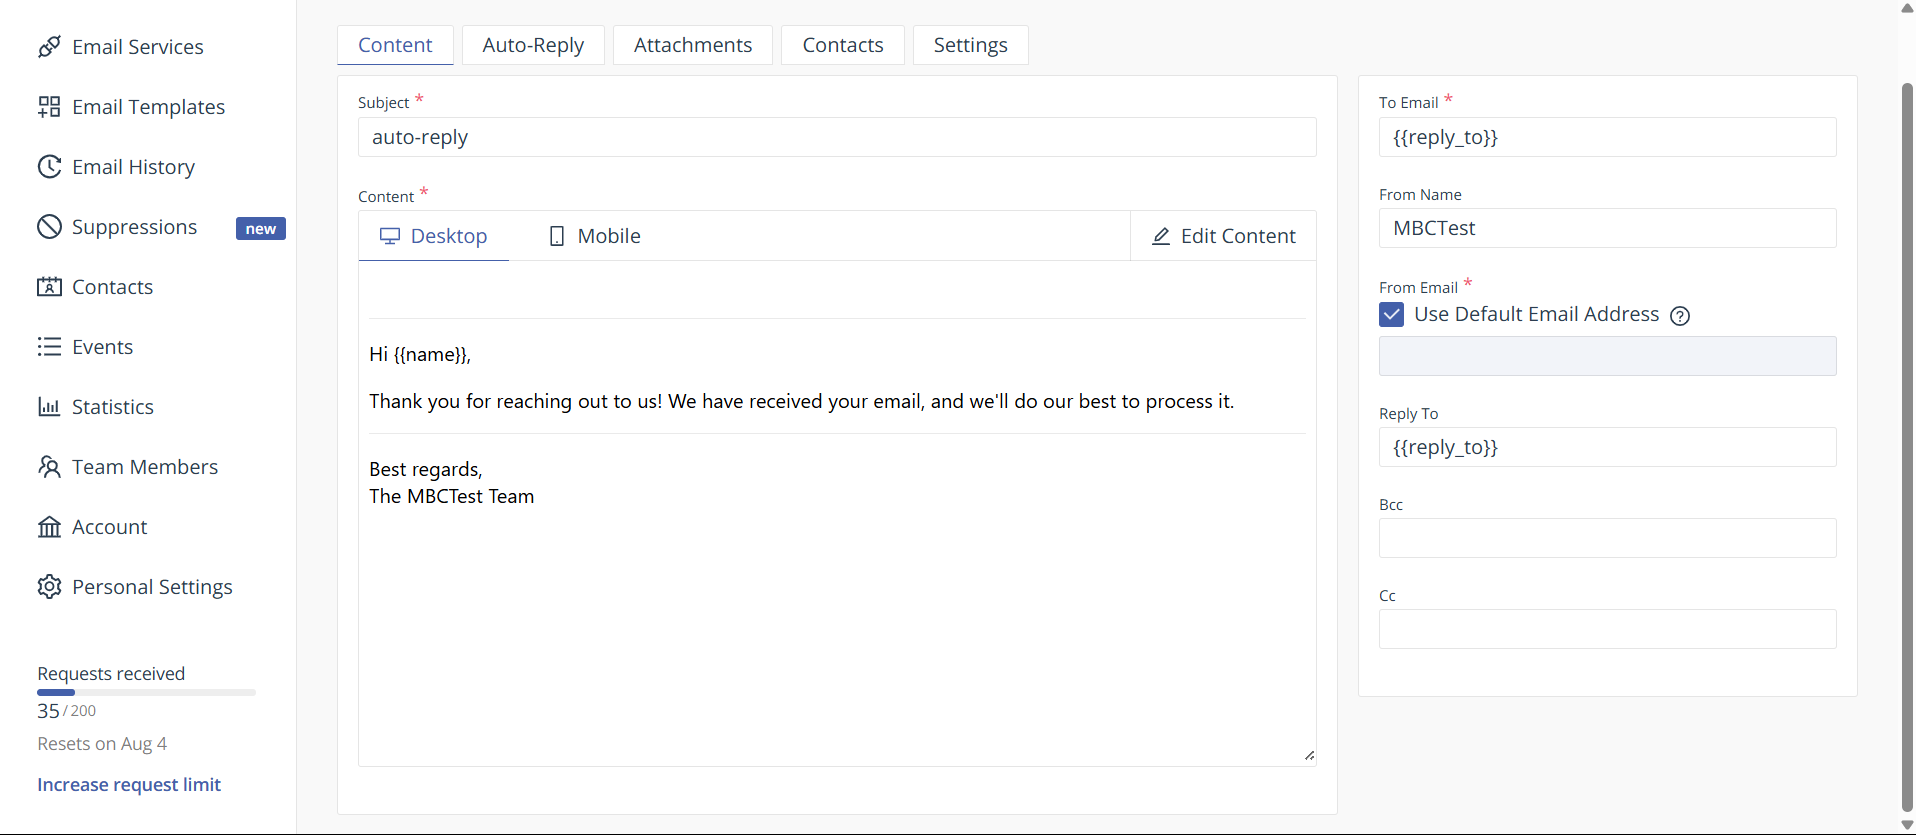 Email Services
Email Templates
Email History
Suppressions new
Contacts
Events
Statistics
Team Members
Account
Personal Settings
Requests received
35 / 200
Resets on Aug 4
Increase request limit
Content Auto-Reply Attachments Contacts Settings
Subject *
auto-reply
Content *
Desktop Mobile Edit Content
Hi {{name}},
Thank you for reaching out to us! We have received your email, and we'll do our best to process it.
Best regards,
The MBCTest Team
To Email *
{{reply_to}}
From Name
MBCTest
From Email *
Use Default Email Address ?
Reply To
{{reply_to}}
Bcc
Cc